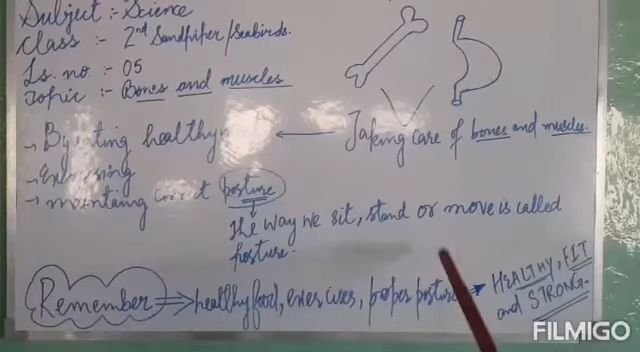 Subject :- Science
Class :- 2nd Sandpiper/Seabirds.
Ls. no. :- 05
Topic :- Bones and muscles
Taking care of bones and muscles.
→ By eating healthy
→ Exercising
→ maintaing correct posture
The way we sit, stand or move is called
posture.
Remember ⇒ healthy food, exercises, proper posture → HEALTHY, FIT
and STRONG.
FILMIGO